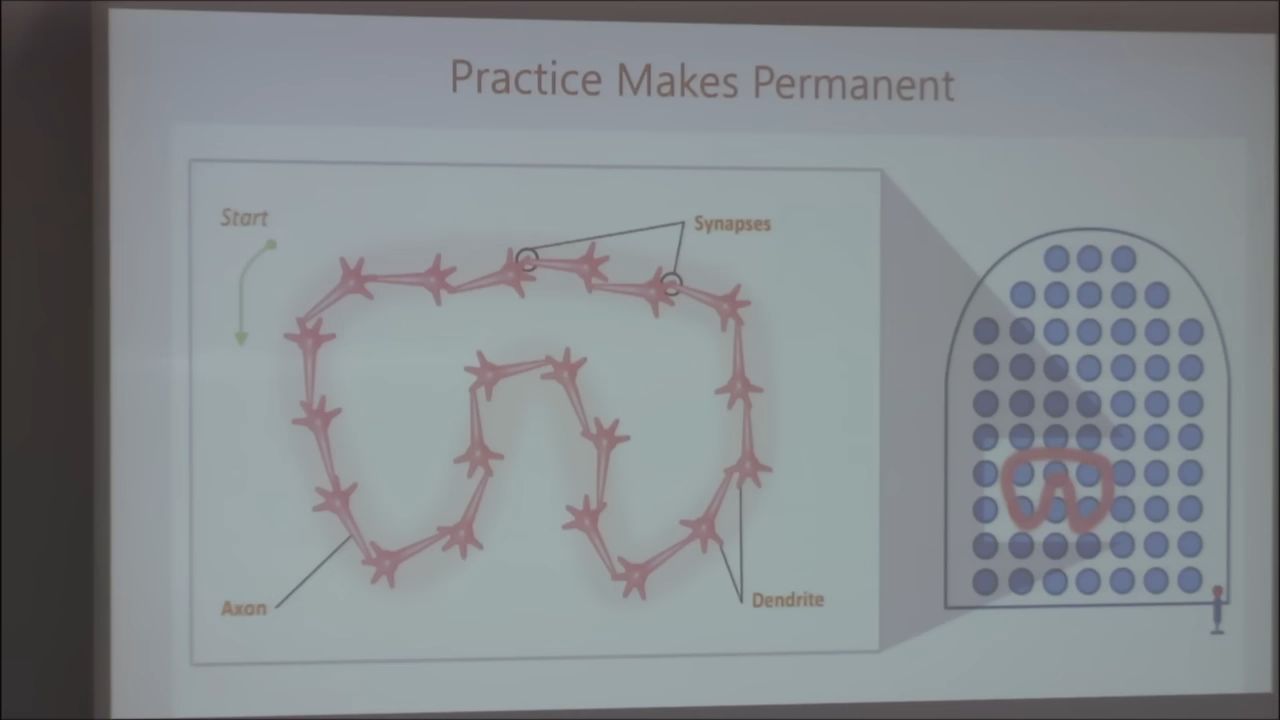 Practice Makes Permanent
Start
Synapses
Axon
Dendrite